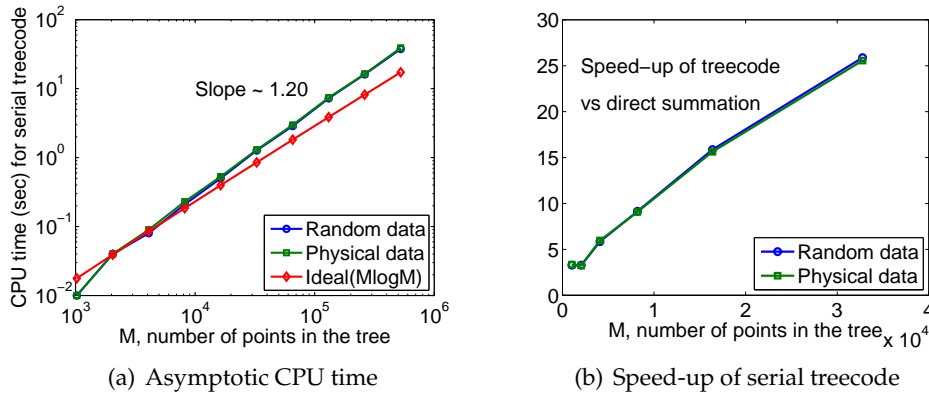 CPU time (sec) for serial treecode
10^2
10^1
10^0
10^-1
10^-2
Slope ~ 1.20
Random data
Physical data
Ideal(MlogM)
10^3
10^4
10^5
10^6
M, number of points in the tree
(a) Asymptotic CPU time
30
25
20
15
10
5
0
Speed-up of treecode
vs direct summation
Random data
Physical data
0
1
2
3
4
x 10^4
M, number of points in the tree
(b) Speed-up of serial treecode